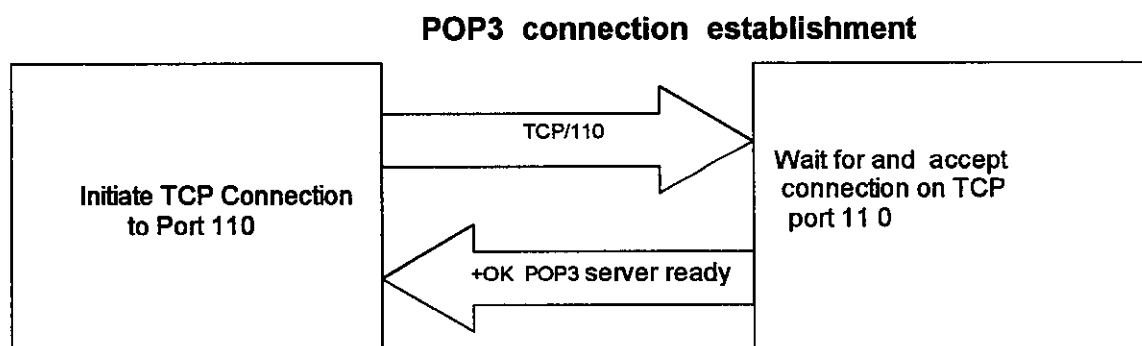 POP3 connection establishment
TCP/110
Initiate TCP Connection
to Port 110
Wait for and accept
connection on TCP
port 11 0
+OK POP3 server ready